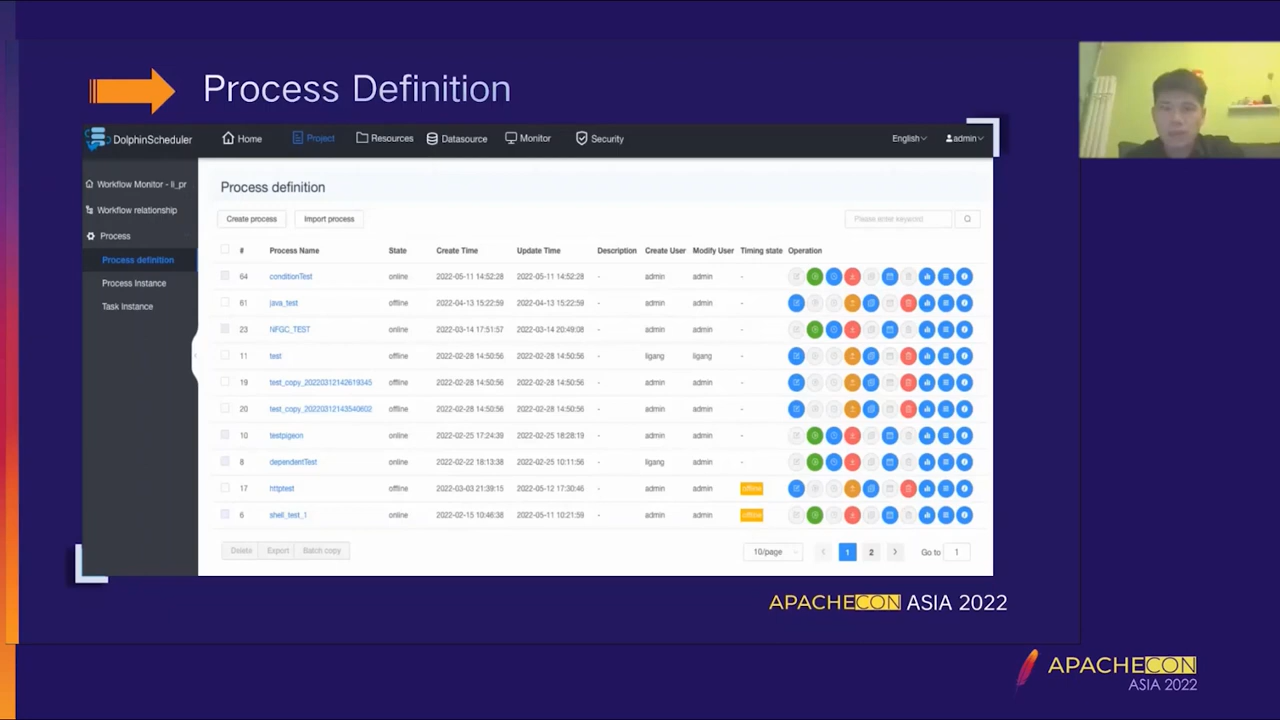 Process Definition
DolphinScheduler Home Project Resources Datasource Monitor Security English admin
Workflow Monitor - li_pr
Workflow relationship
Process
Process definition
Process Instance
Task Instance
Process definition
Create process Import process Please enter keyword
# Process Name State Create Time Update Time Description Create User Modify User Timing state Operation
64 conditionTest online 2022-05-11 14:52:28 2022-05-11 14:52:28 - admin admin -
61 java_test offline 2022-04-13 15:22:59 2022-04-13 15:22:59 - admin admin -
23 NFGC_TEST online 2022-03-14 17:51:57 2022-03-14 20:49:08 - admin admin -
11 test offline 2022-02-28 14:50:56 2022-02-28 14:50:56 - ligang ligang -
19 test_copy_20220312142619345 offline 2022-02-28 14:50:56 2022-02-28 14:50:56 - admin admin -
20 test_copy_20220312143540602 offline 2022-02-28 14:50:56 2022-02-28 14:50:56 - admin admin -
10 testpigeon online 2022-02-25 17:24:39 2022-02-25 18:28:19 - admin admin -
8 dependentTest online 2022-02-22 18:13:38 2022-02-25 10:11:56 - ligang admin -
17 httptest offline 2022-03-03 21:39:15 2022-05-12 17:30:46 - admin admin offline
6 shell_test_1 online 2022-02-15 10:46:38 2022-05-11 10:21:59 - admin admin offline
Delete Export Batch copy 10/page 1 2 Go to 1
APACHECON ASIA 2022
APACHECON
ASIA 2022